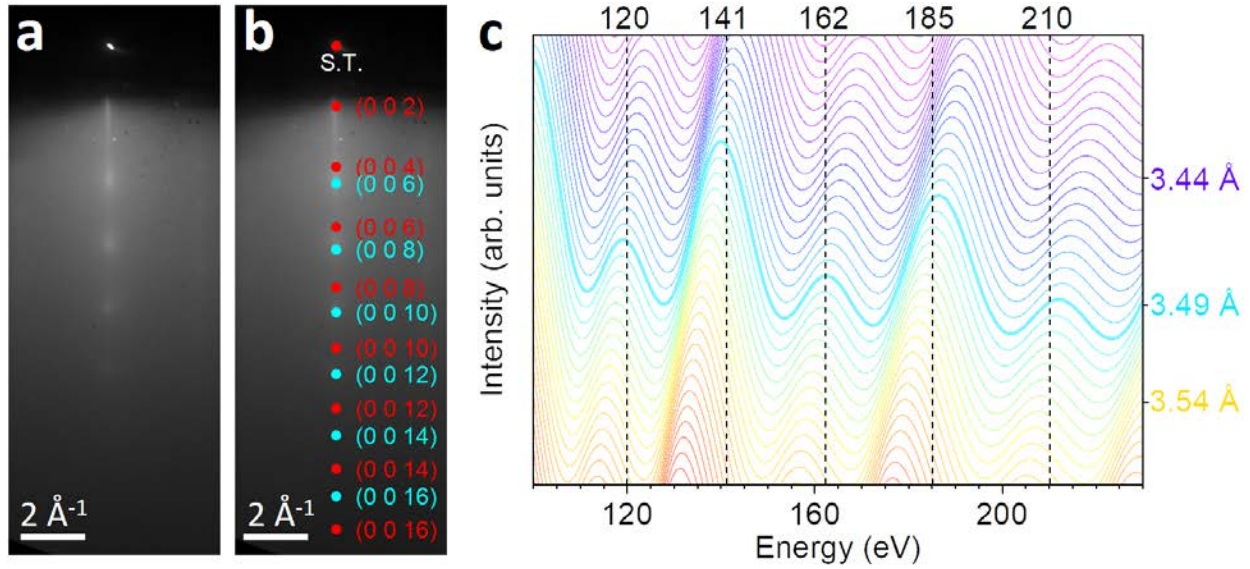 a
2 Å-1
b
S.T.
(0 0 2)
(0 0 4)
(0 0 6)
(0 0 6)
(0 0 8)
(0 0 8)
(0 0 10)
(0 0 10)
(0 0 12)
(0 0 12)
(0 0 14)
(0 0 14)
(0 0 16)
(0 0 16)
2 Å-1
c
120 141 162 185 210
Intensity (arb. units)
3.44 Å
3.49 Å
3.54 Å
120 160 200
Energy (eV)